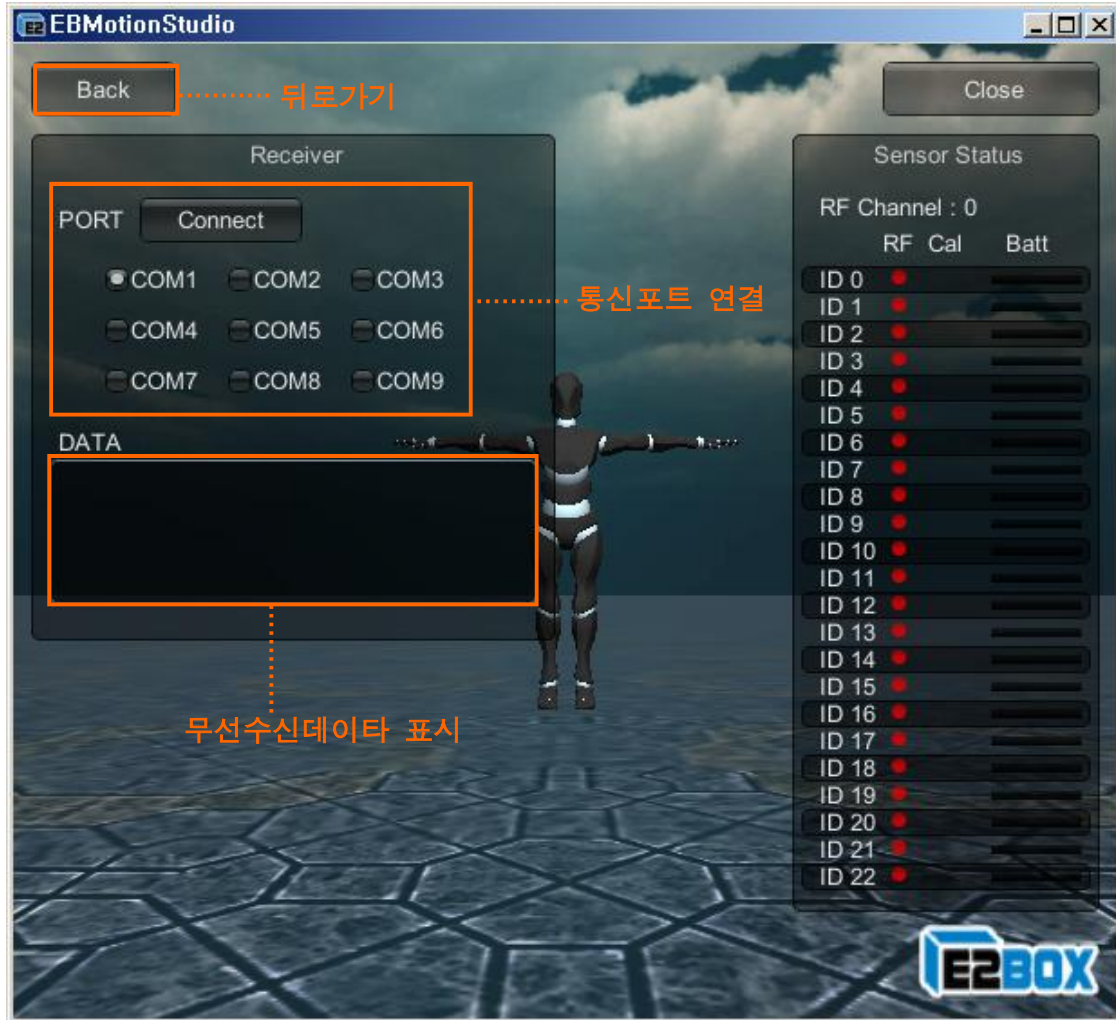 EBMotionStudio
Back
뒤로가기
Close
Receiver
PORT
Connect
COM1 COM2 COM3
COM4 COM5 COM6
COM7 COM8 COM9
통신포트 연결
DATA
무선수신데이타 표시
Sensor Status
RF Channel : 0
RF Cal Batt
ID 0
ID 1
ID 2
ID 3
ID 4
ID 5
ID 6
ID 7
ID 8
ID 9
ID 10
ID 11
ID 12
ID 13
ID 14
ID 15
ID 16
ID 17
ID 18
ID 19
ID 20
ID 21
ID 22
E2BOX